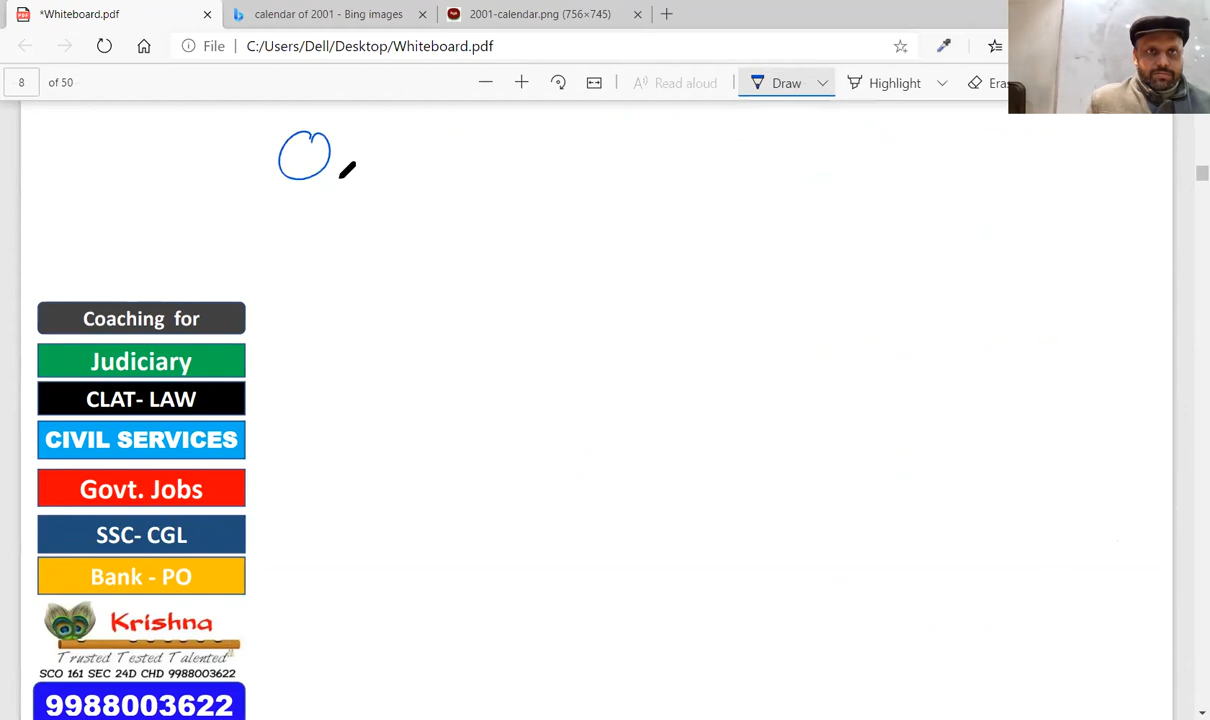 *Whiteboard.pdf
calendar of 2001 - Bing images
2001-calendar.png (756×745)
File C:/Users/Dell/Desktop/Whiteboard.pdf
8 of 50
Read aloud
Draw
Highlight
Eras
Coaching for
Judiciary
CLAT- LAW
CIVIL SERVICES
Govt. Jobs
SSC- CGL
Bank - PO
Krishna
Trusted Tested Talented
SCO 161 SEC 24D CHD 9988003622
9988003622